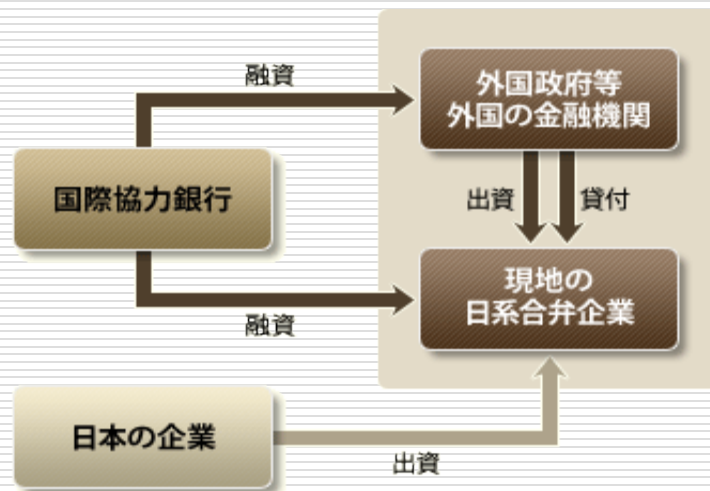 融資
外国政府等
外国の金融機関
国際協力銀行
出資
貸付
現地の
日系合弁企業
融資
日本の企業
出資